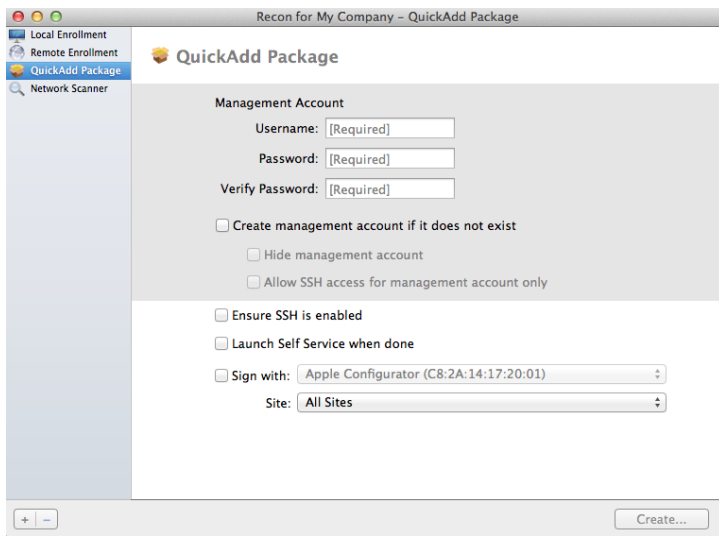 Recon for My Company – QuickAdd Package
Local Enrollment
Remote Enrollment
QuickAdd Package
Network Scanner
QuickAdd Package
Management Account
Username: [Required]
Password: [Required]
Verify Password: [Required]
Create management account if it does not exist
Hide management account
Allow SSH access for management account only
Ensure SSH is enabled
Launch Self Service when done
Sign with: Apple Configurator (C8:2A:14:17:20:01)
Site: All Sites
+ −
Create...